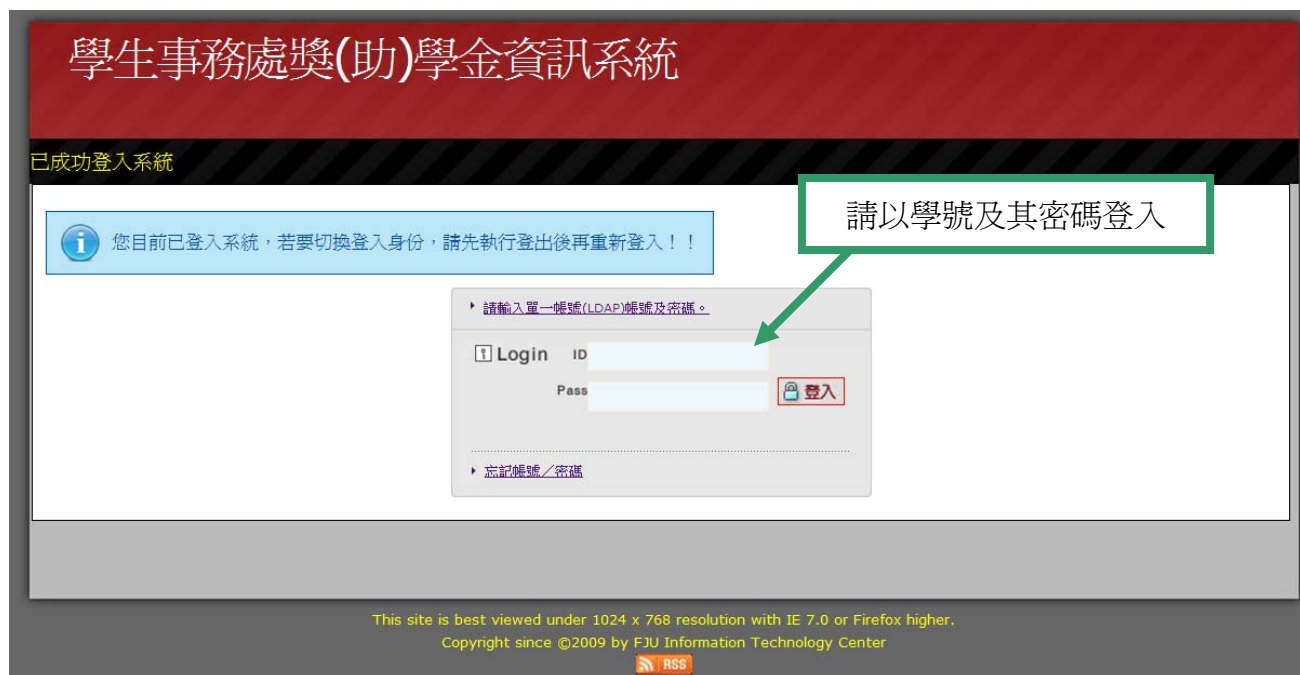 學生事務處獎(助)學金資訊系統
已成功登入系統
請以學號及其密碼登入
您目前已登入系統，若要切換登入身份，請先執行登出後再重新登入！！
請輸入單一帳號(LDAP)帳號及密碼。
Login ID
Pass
登入
忘記帳號／密碼
This site is best viewed under 1024 x 768 resolution with IE 7.0 or Firefox higher.
Copyright since ©2009 by FJU Information Technology Center
RSS